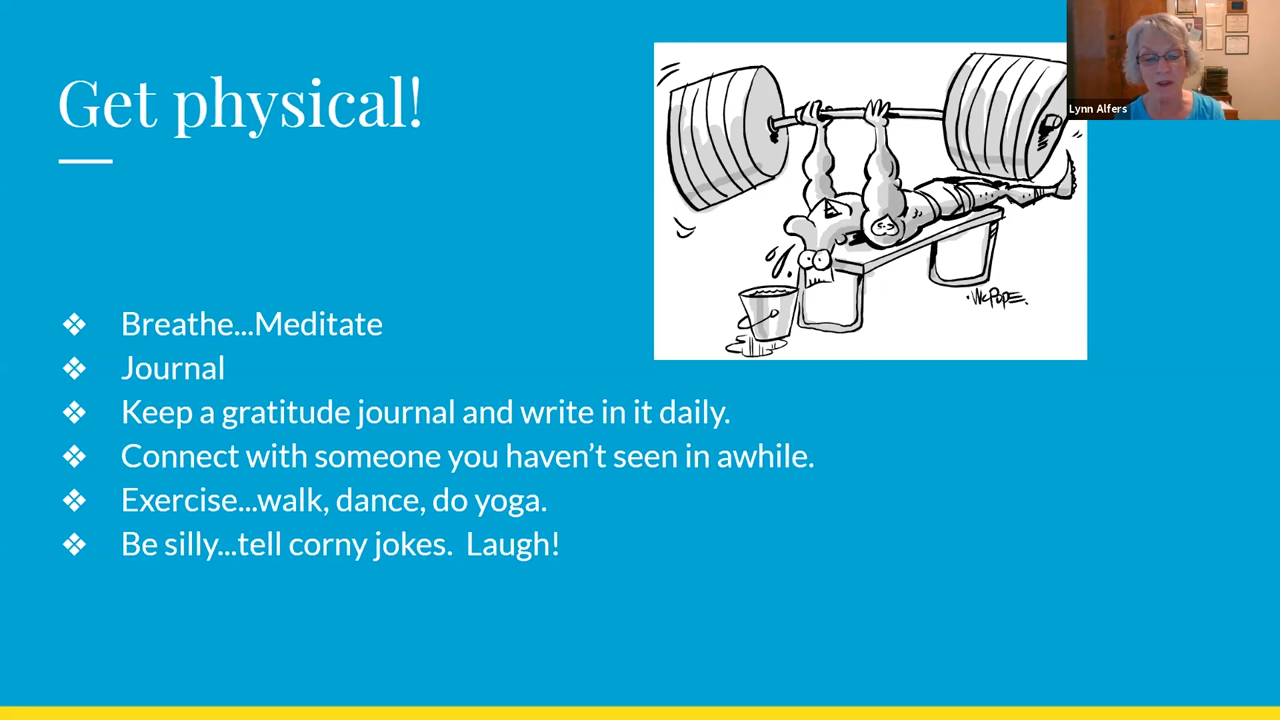 Get physical!
Lynn Alfers
McPOPE.
❖ Breathe...Meditate
❖ Journal
❖ Keep a gratitude journal and write in it daily.
❖ Connect with someone you haven’t seen in awhile.
❖ Exercise...walk, dance, do yoga.
❖ Be silly...tell corny jokes.  Laugh!